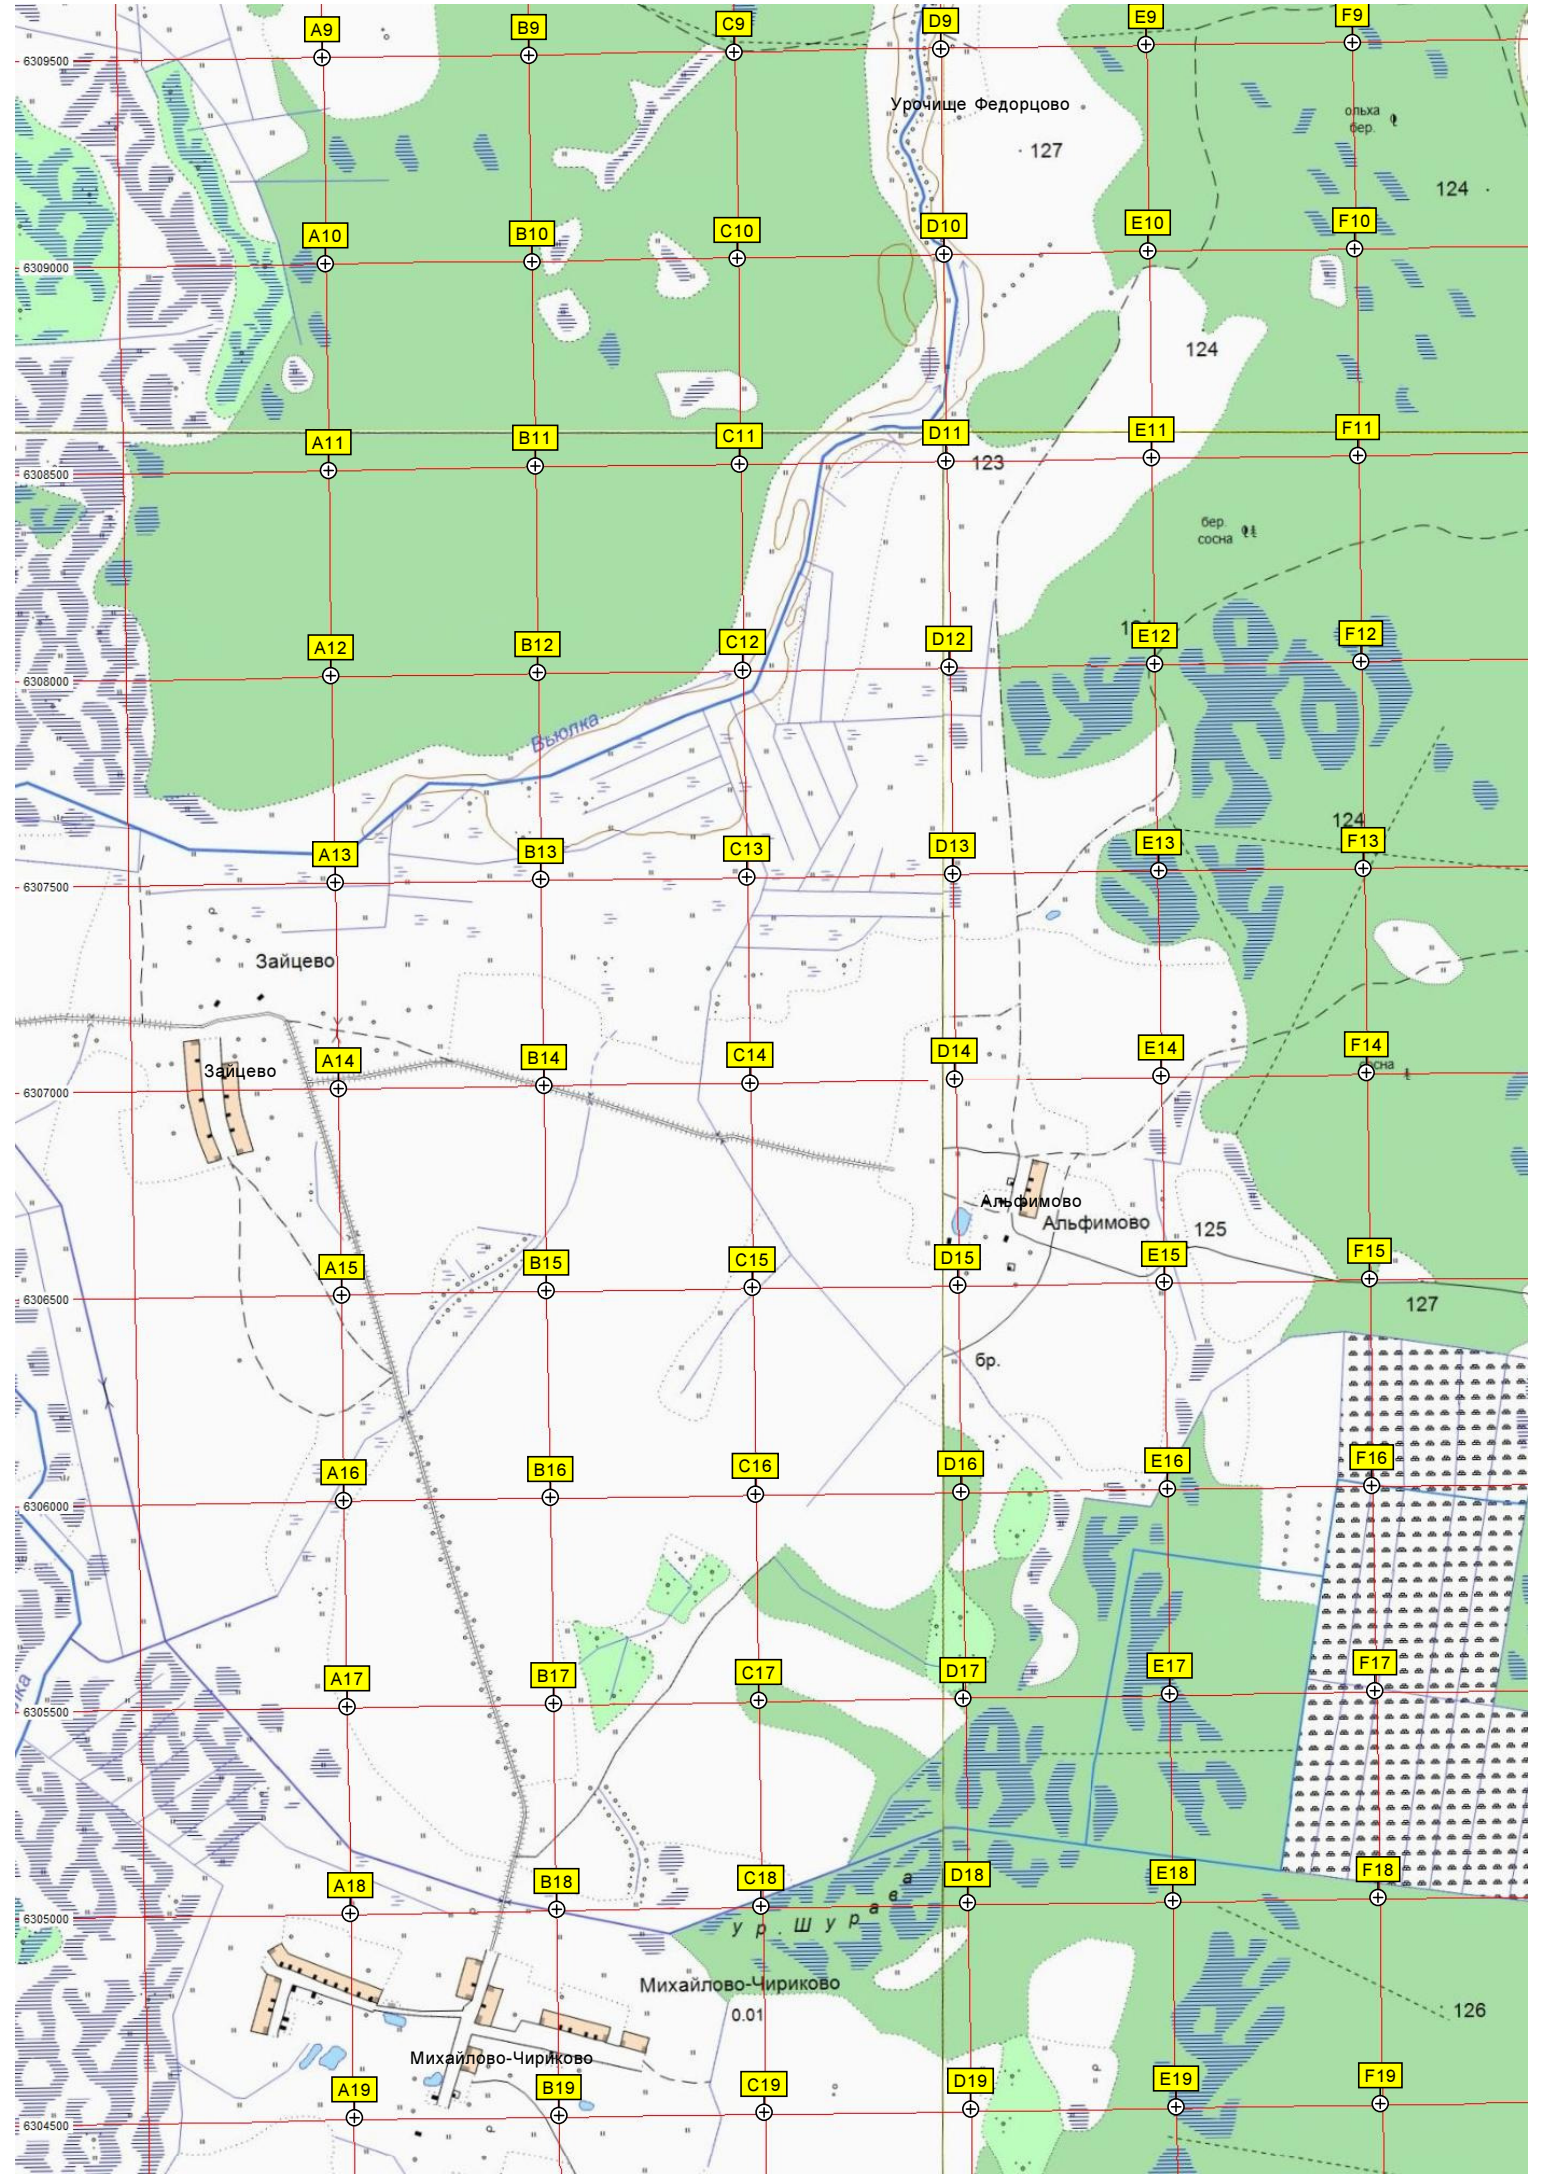 A9 B9 C9 D9 E9 F9
6309500
Урочище Федорцово
ольха
бер.
127
124
A10 B10 C10 D10 E10 F10
6309000
124
A11 B11 C11 D11 E11 F11
6308500
123
бер.
сосна
A12 B12 C12 D12 E12 F12
6308000
Вьюлка
124
A13 B13 C13 D13 E13 F13
6307500
Зайцево
A14 B14 C14 D14 E14 F14
Зайцево
6307000
Альфимово
Альфимово
125
A15 B15 C15 D15 E15 F15
6306500
127
бр.
A16 B16 C16 D16 E16 F16
6306000
A17 B17 C17 D17 E17 F17
6305500
A18 B18 C18 D18 E18 F18
6305000
ур. Шурава
Михайлово-Чириково
0.01
126
Михайлово-Чириково
A19 B19 C19 D19 E19 F19
6304500